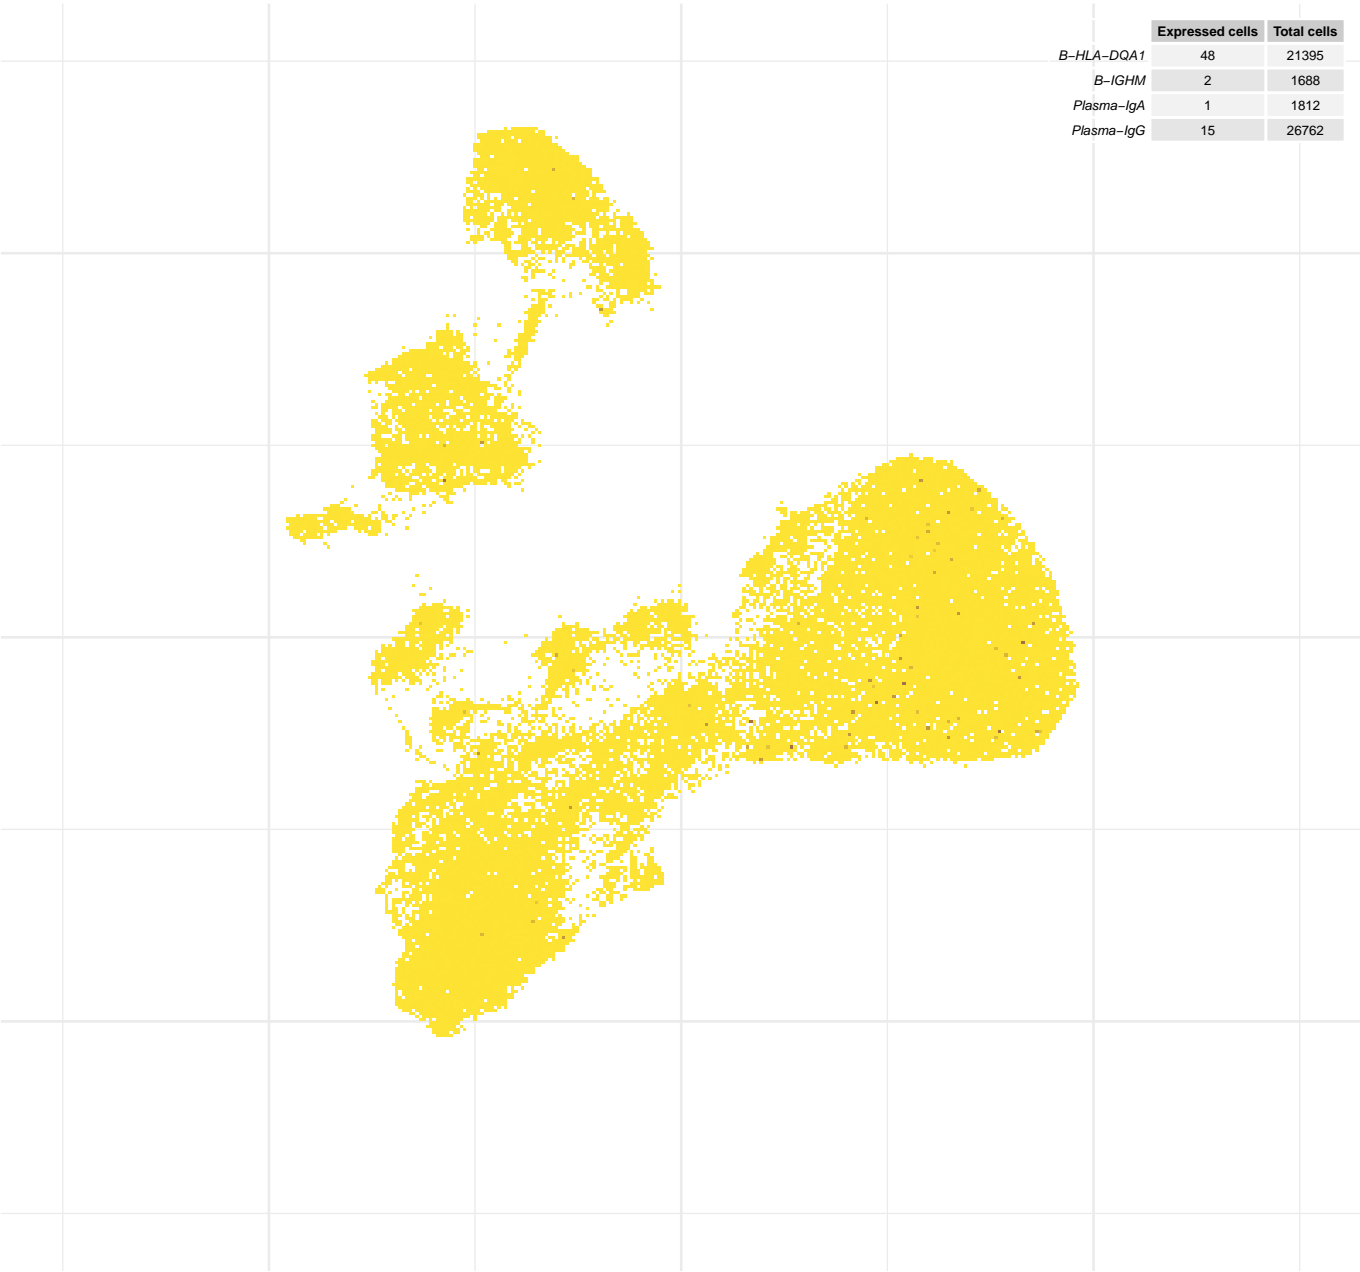 Expressed cells Total cells
B−HLA−DQA1 48 21395
B−IGHM 2 1688
Plasma−IgA 1 1812
Plasma−IgG 15 26762